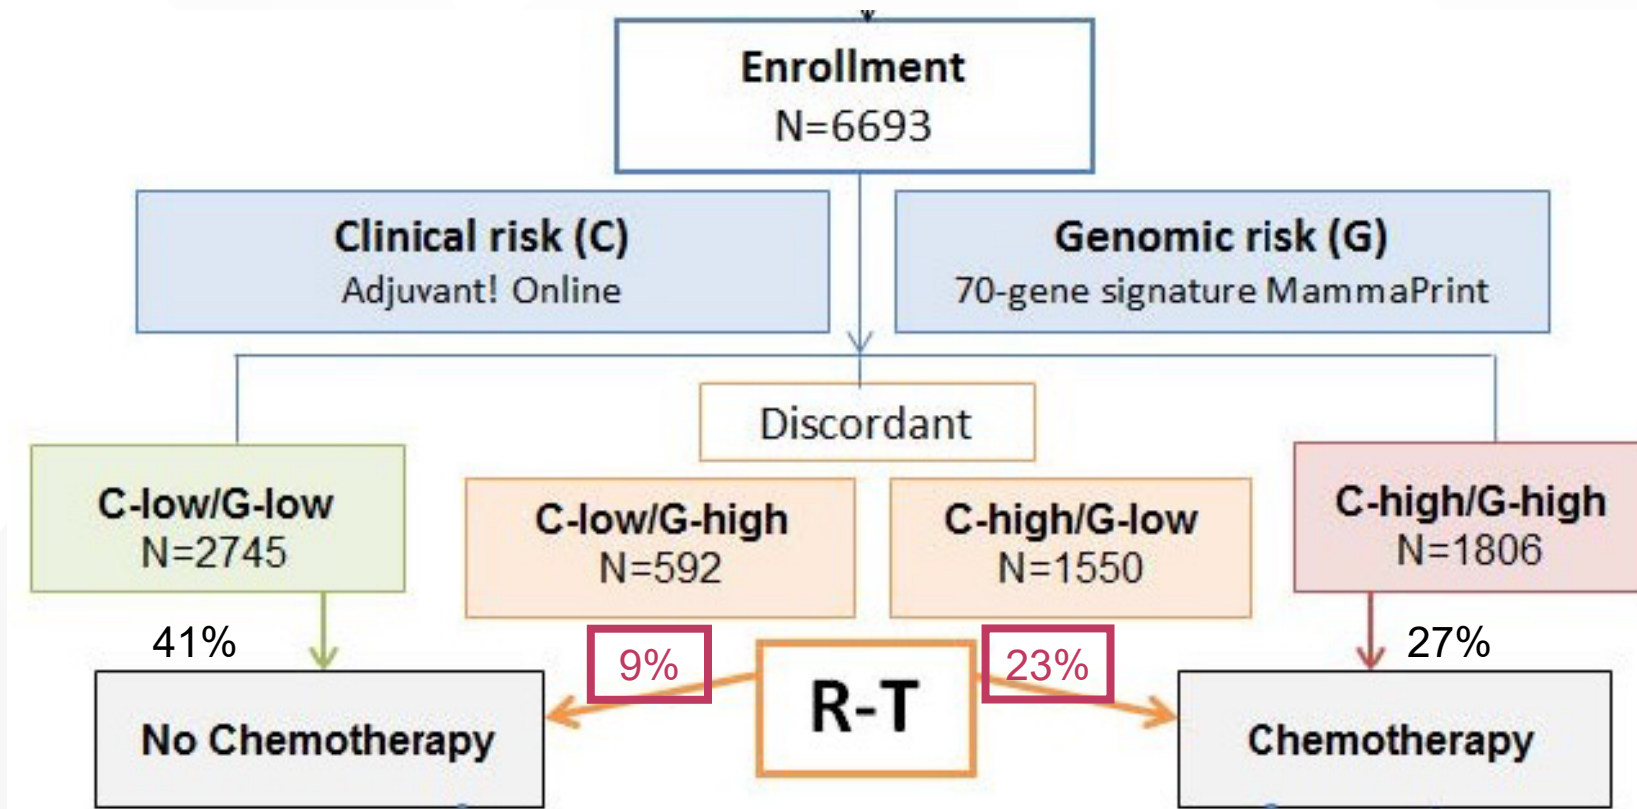 Enrollment
N=6693
Clinical risk (C)
Adjuvant! Online
Genomic risk (G)
70-gene signature MammaPrint
Discordant
C-low/G-low
N=2745
C-low/G-high
N=592
C-high/G-low
N=1550
C-high/G-high
N=1806
41%
9%
23%
27%
R-T
No Chemotherapy
Chemotherapy